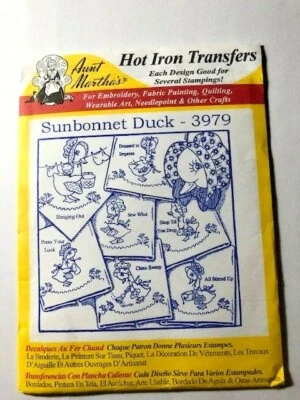 Aunt
Martha's®
Hot Iron Transfers
Each Design Good for
Several Stampings!
For Embroidery, Fabric Painting, Quilting,
Wearable Art, Needlepoint & Other Crafts
Sunbonnet Duck - 3979
Dressed to
Impress
Hanging Out
Sew What
Shop Til
You Drop
Press Your
Luck
Clean Sweep
All Stirred Up
Decalques Au Fer Chaud Chaque Patron Donne Plusieurs Estampes.
La Broderie, La Peinture Sur Tissu, Piquer, La Décoration De Vêtements, Les Travaux
D'Aiguille Et Autres Ouvrages D'Artisanat
Transferencias Con Plancha Caliente: Cada Diseño Sirve Para Varios Estampados.
Bordados, Pintura En Tela, El Acolchar, Arte Usable, Bordado De Aguja & Otras Artesanías